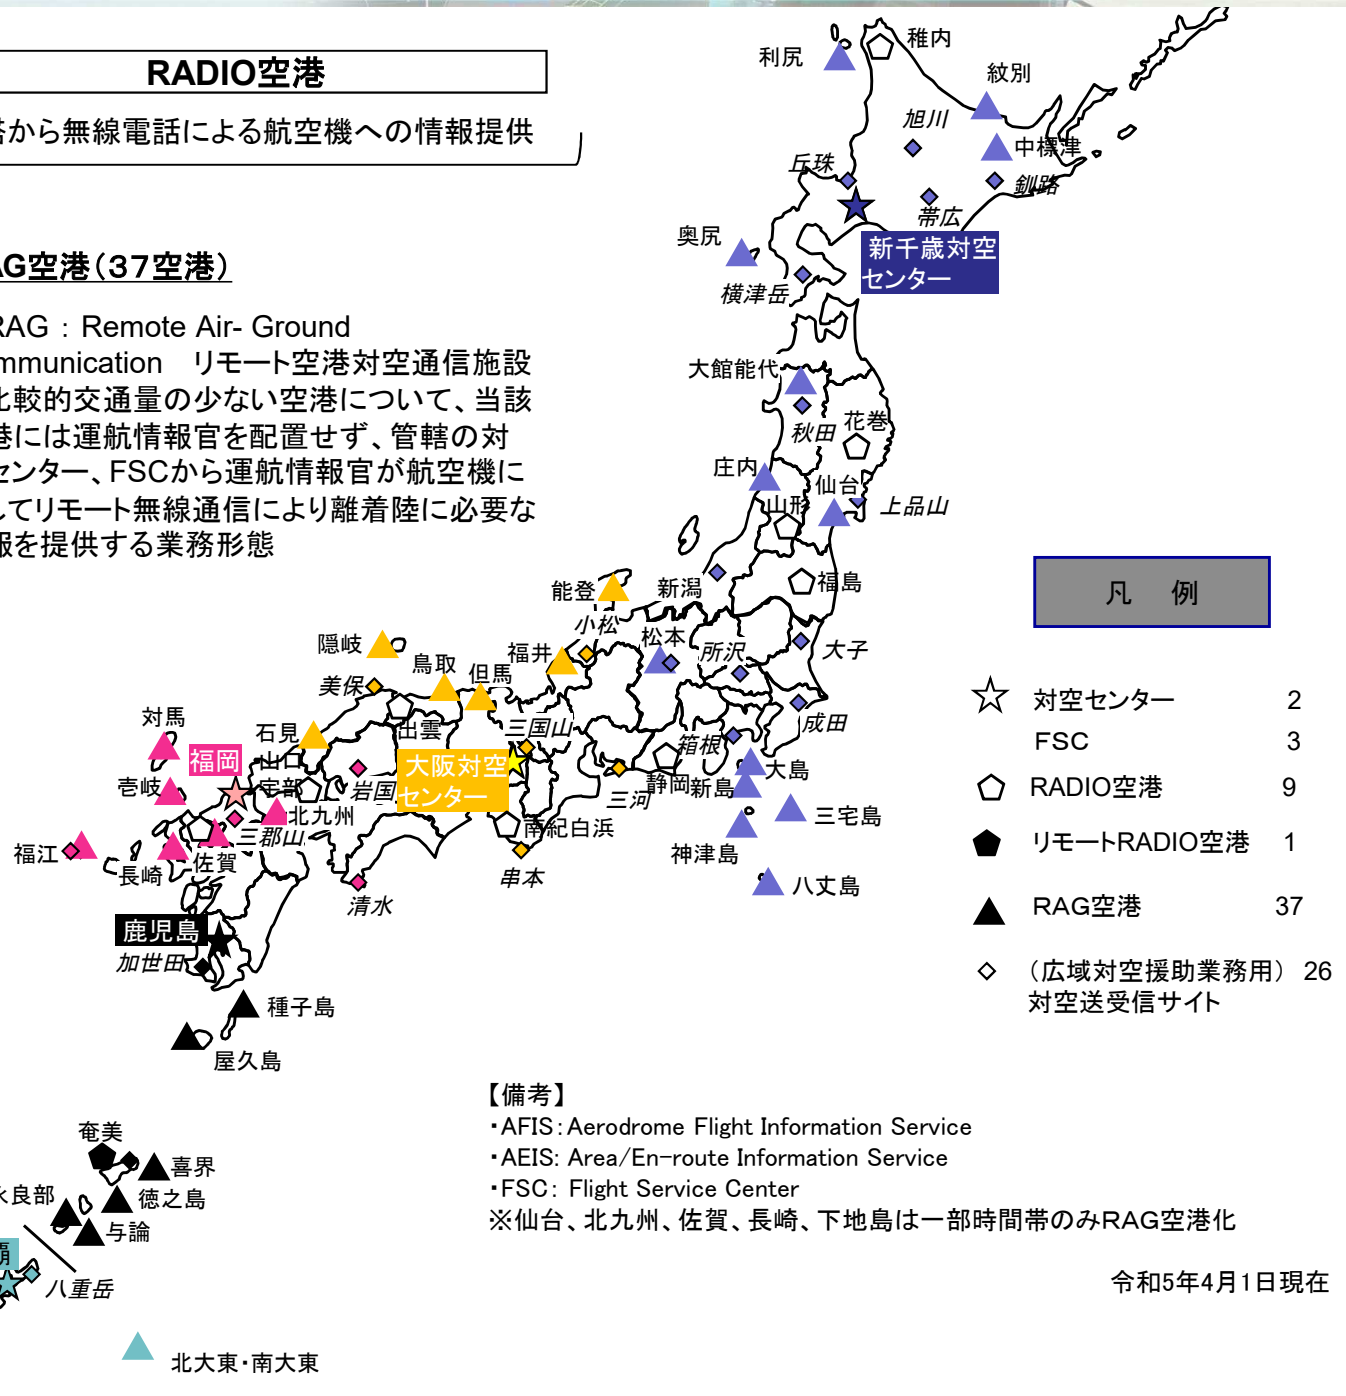 RADIO空港
から無線電話による航空機への情報提供
G空港（３７空港）
RAG : Remote Air- Ground
mmunication　リモート空港対空通信施設
比較的交通量の少ない空港について、当該
港には運航情報官を配置せず、管轄の対
センター、FSCから運航情報官が航空機に
してリモート無線通信により離着陸に必要な
報を提供する業務形態
利尻
稚内
紋別
旭川
中標津
丘珠
釧路
帯広
奥尻
新千歳対空
センター
横津岳
大館能代
花巻
秋田
庄内
仙台
山形
上品山
新潟
福島
能登
小松
松本
所沢
大子
隠岐
鳥取
但馬
福井
美保
成田
対馬
石見
出雲
三国山
箱根
福岡
山口
宇部
大阪対空
センター
静岡
大島
新島
壱岐
岩国
三河
三宅島
北九州
南紀白浜
三郡山
神津島
福江
長崎
佐賀
串本
八丈島
清水
鹿児島
加世田
種子島
屋久島
奄美
喜界
永良部
徳之島
与論
八重岳
北大東・南大東
凡　例
対空センター 2
ＦＳＣ 3
RADIO空港 9
リモートRADIO空港 1
RAG空港 37
（広域対空援助業務用） 26
対空送受信サイト
【備考】
・AFIS：Aerodrome Flight Information Service
・AEIS: Area/En-route Information Service
・FSC： Flight Service Center
※仙台、北九州、佐賀、長崎、下地島は一部時間帯のみＲＡＧ空港化
令和5年4月1日現在